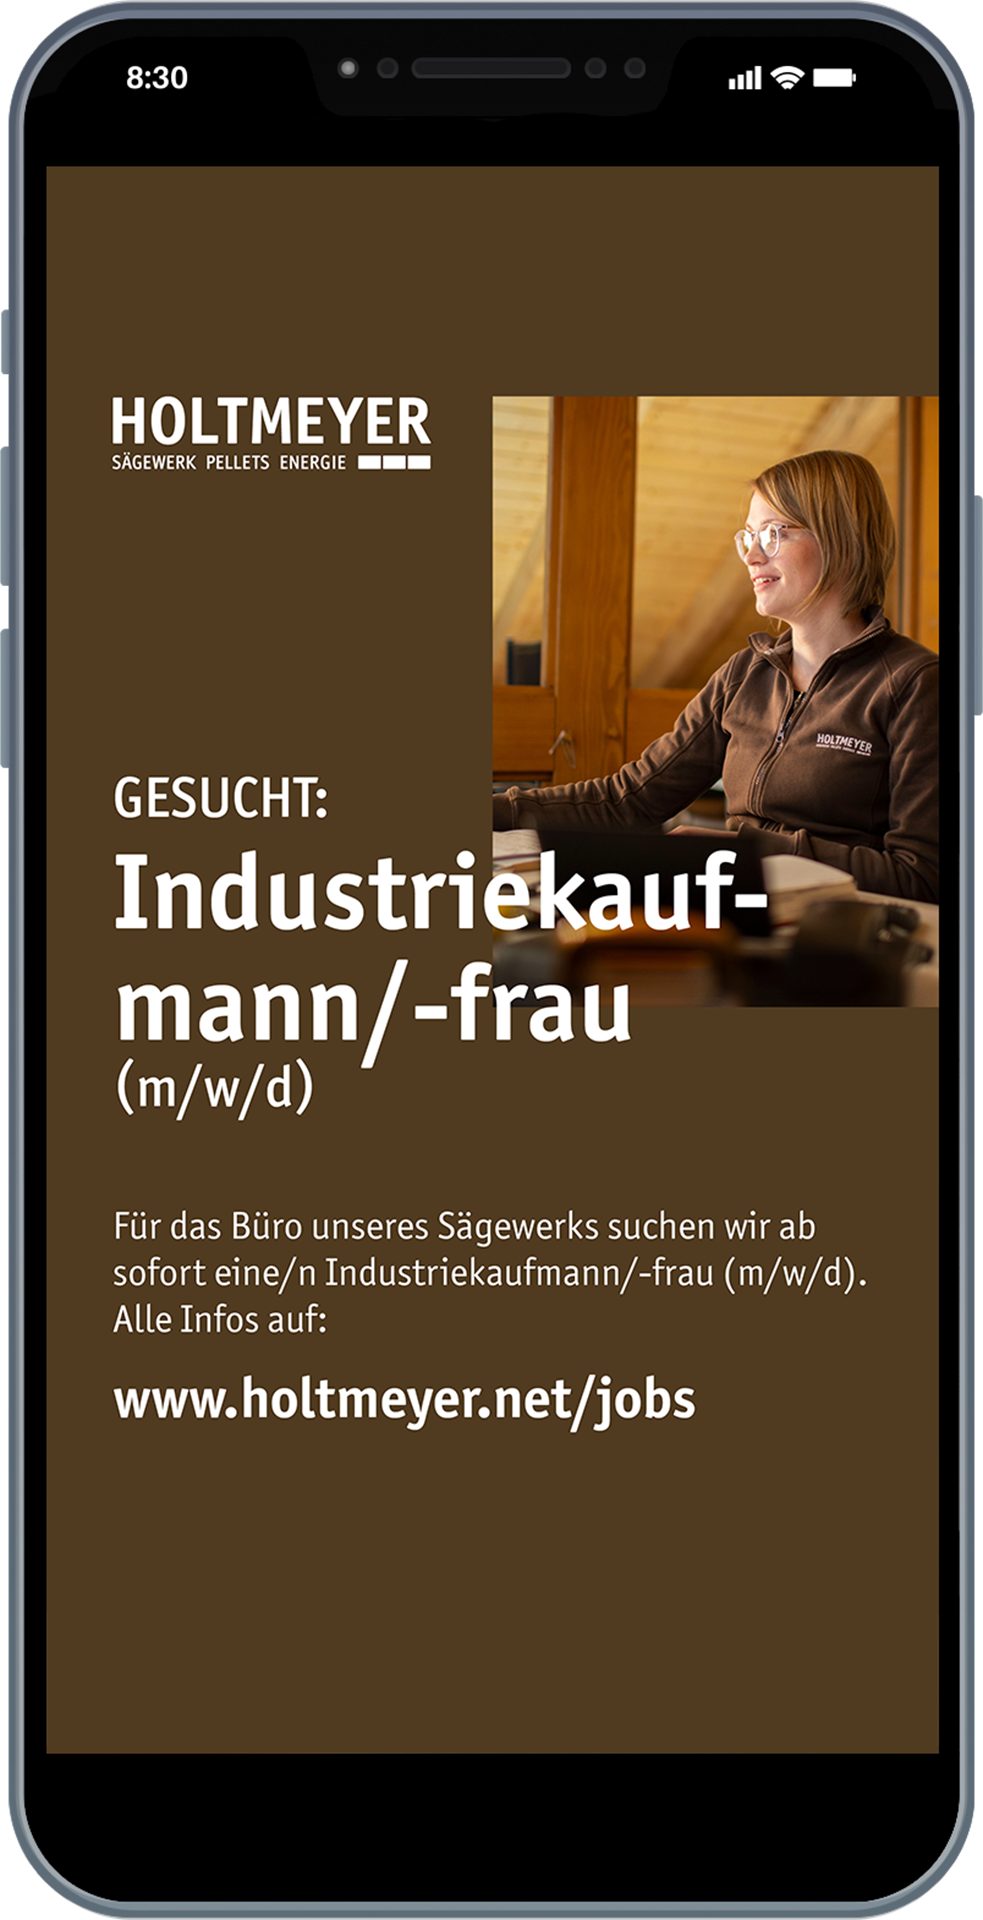 8:30
HOLTMEYER
SÄGEWERK PELLETS ENERGIE
HOLTMEYER
GESUCHT:
Industriekauf-
mann/-frau
(m/w/d)
Für das Büro unseres Sägewerks suchen wir ab
sofort eine/n Industriekaufmann/-frau (m/w/d).
Alle Infos auf:
www.holtmeyer.net/jobs